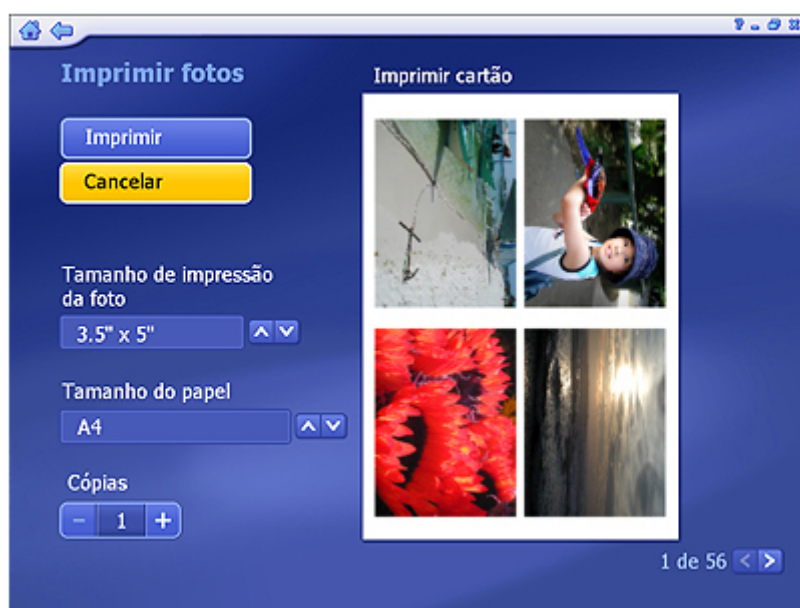 Imprimir fotos
Imprimir cartão
Imprimir
Cancelar
Tamanho de impressão
da foto
3.5" x 5"
Tamanho do papel
A4
Cópias
- 1 +
1 de 56 < >